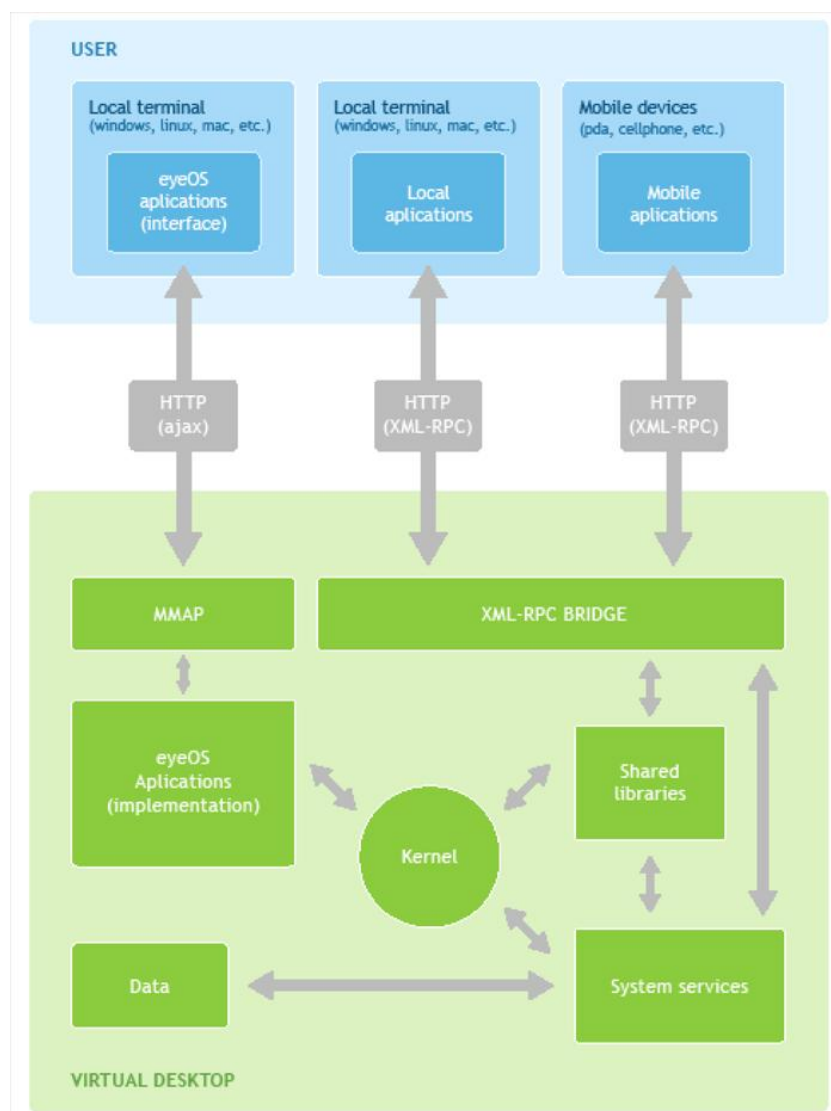 USER
Local terminal
(windows, linux, mac, etc.)
eyeOS
aplications
(interface)
Local terminal
(windows, linux, mac, etc.)
Local
aplications
Mobile devices
(pda, cellphone, etc.)
Mobile
aplications
HTTP
(ajax)
HTTP
(XML-RPC)
HTTP
(XML-RPC)
MMAP
XML-RPC BRIDGE
eyeOS
Aplications
(implementation)
Shared
libraries
Kernel
Data
System services
VIRTUAL DESKTOP